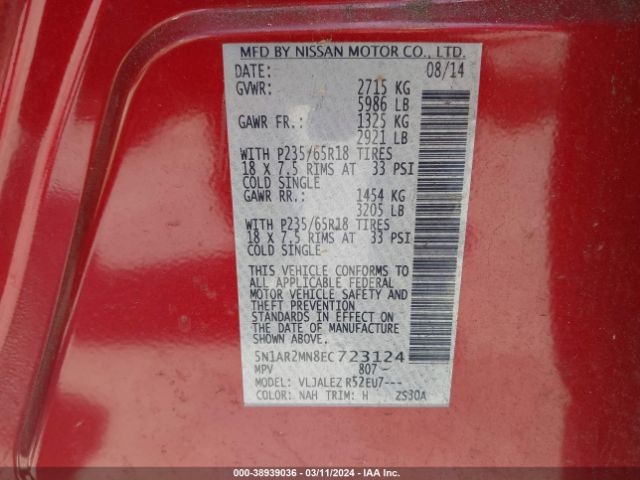 MFD BY NISSAN MOTOR CO., LTD.
DATE: 08/14
GVWR: 2715 KG
5986 LB
GAWR FR.: 1325 KG
2921 LB
WITH P235/65R18 TIRES
18 X 7.5 RIMS AT 33 PSI
COLD SINGLE
GAWR RR.: 1454 KG
3205 LB
WITH P235/65R18 TIRES
18 X 7.5 RIMS AT 33 PSI
COLD SINGLE
THIS VEHICLE CONFORMS TO
ALL APPLICABLE FEDERAL
MOTOR VEHICLE SAFETY AND
THEFT PREVENTION
STANDARDS IN EFFECT ON
THE DATE OF MANUFACTURE
SHOWN ABOVE.
5N1AR2MN8EC723124
MPV 807
MODEL: VLJALEZ R52EU7---
COLOR: NAH TRIM: H ZS30A
000-38939036 - 03/11/2024 - IAA Inc.